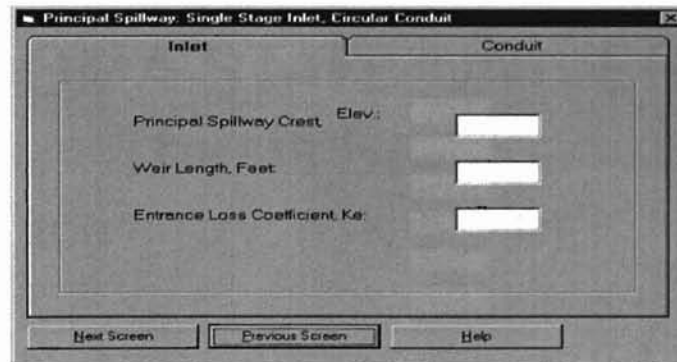 Principal Spillway: Single Stage Inlet, Circular Conduit
Inlet Conduit
Principal Spillway Crest, Elev.:
Weir Length, Feet:
Entrance Loss Coefficient, Ke:
Next Screen Previous Screen Help